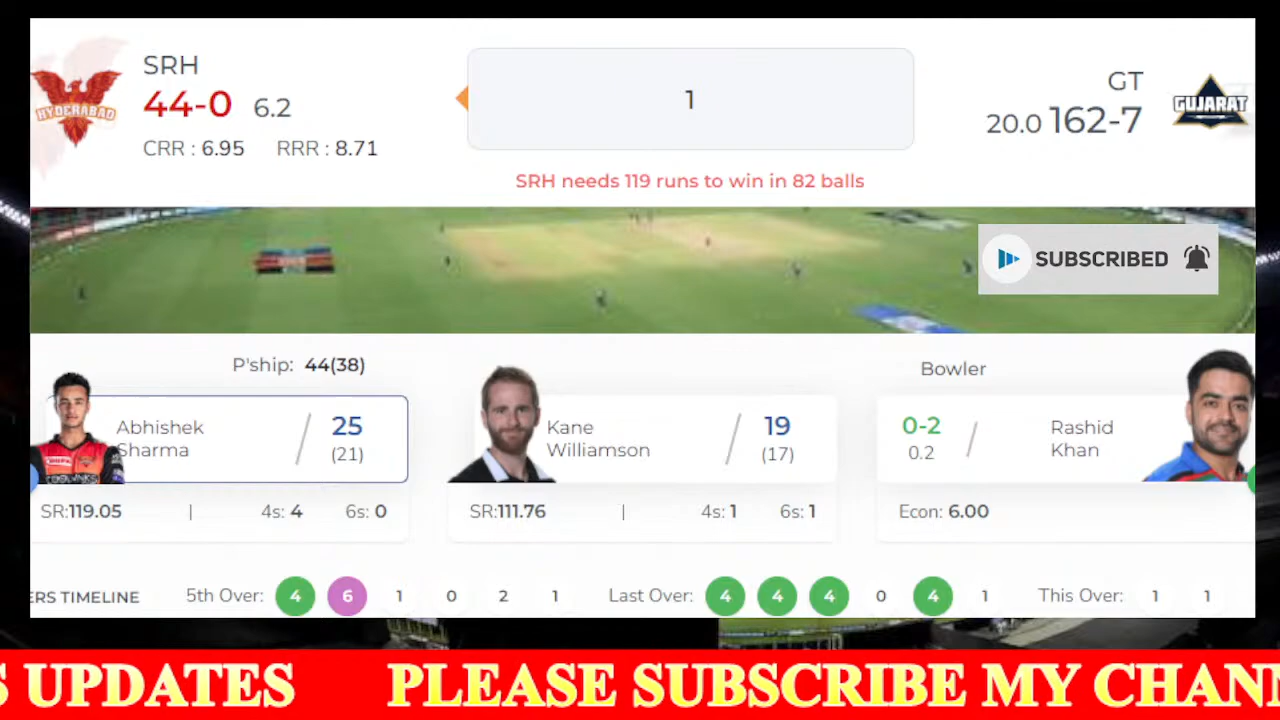 SRH
44-0 6.2
CRR : 6.95 RRR : 8.71
HYDERABAD
1
GT
20.0 162-7
GUJARAT
SRH needs 119 runs to win in 82 balls
SUBSCRIBED
P'ship: 44(38)
Abhishek
Sharma
25
(21)
SR:119.05 | 4s: 4 6s: 0
Kane
Williamson
19
(17)
SR:111.76 | 4s: 1 6s: 1
Bowler
0-2
0.2
Rashid
Khan
Econ: 6.00
ERS TIMELINE 5th Over: 4 6 1 0 2 1 Last Over: 4 4 4 0 4 1 This Over: 1 1
S UPDATES PLEASE SUBSCRIBE MY CHANN